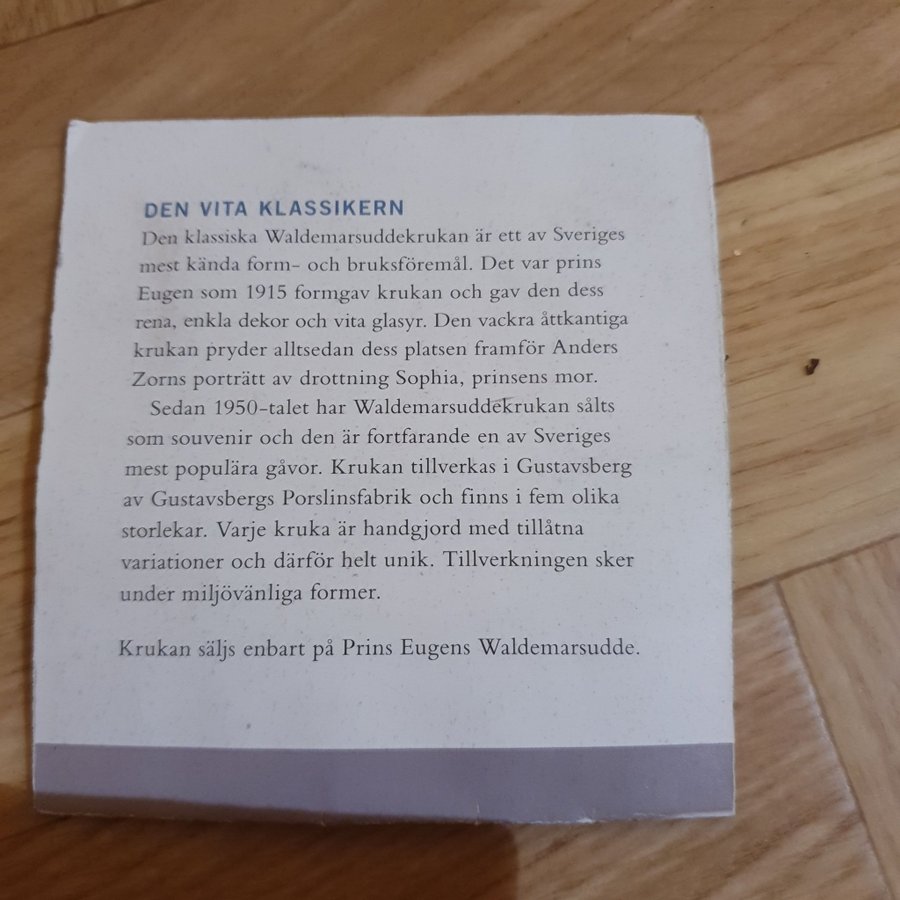 DEN VITA KLASSIKERN
Den klassiska Waldemarsuddekrukan är ett av Sveriges
mest kända form- och bruksföremål. Det var prins
Eugen som 1915 formgav krukan och gav den dess
rena, enkla dekor och vita glasyr. Den vackra åttkantiga
krukan pryder alltsedan dess platsen framför Anders
Zorns porträtt av drottning Sophia, prinsens mor.
Sedan 1950-talet har Waldemarsuddekrukan sålts
som souvenir och den är fortfarande en av Sveriges
mest populära gåvor. Krukan tillverkas i Gustavsberg
av Gustavsbergs Porslinsfabrik och finns i fem olika
storlekar. Varje kruka är handgjord med tillåtna
variationer och därför helt unik. Tillverkningen sker
under miljövänliga former.
Krukan säljs enbart på Prins Eugens Waldemarsudde.